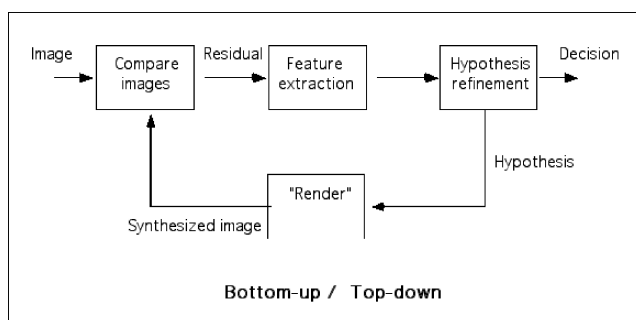 Image
Compare
images
Residual
Feature
extraction
Hypothesis
refinement
Decision
Hypothesis
"Render"
Synthesized image
Bottom-up / Top-down